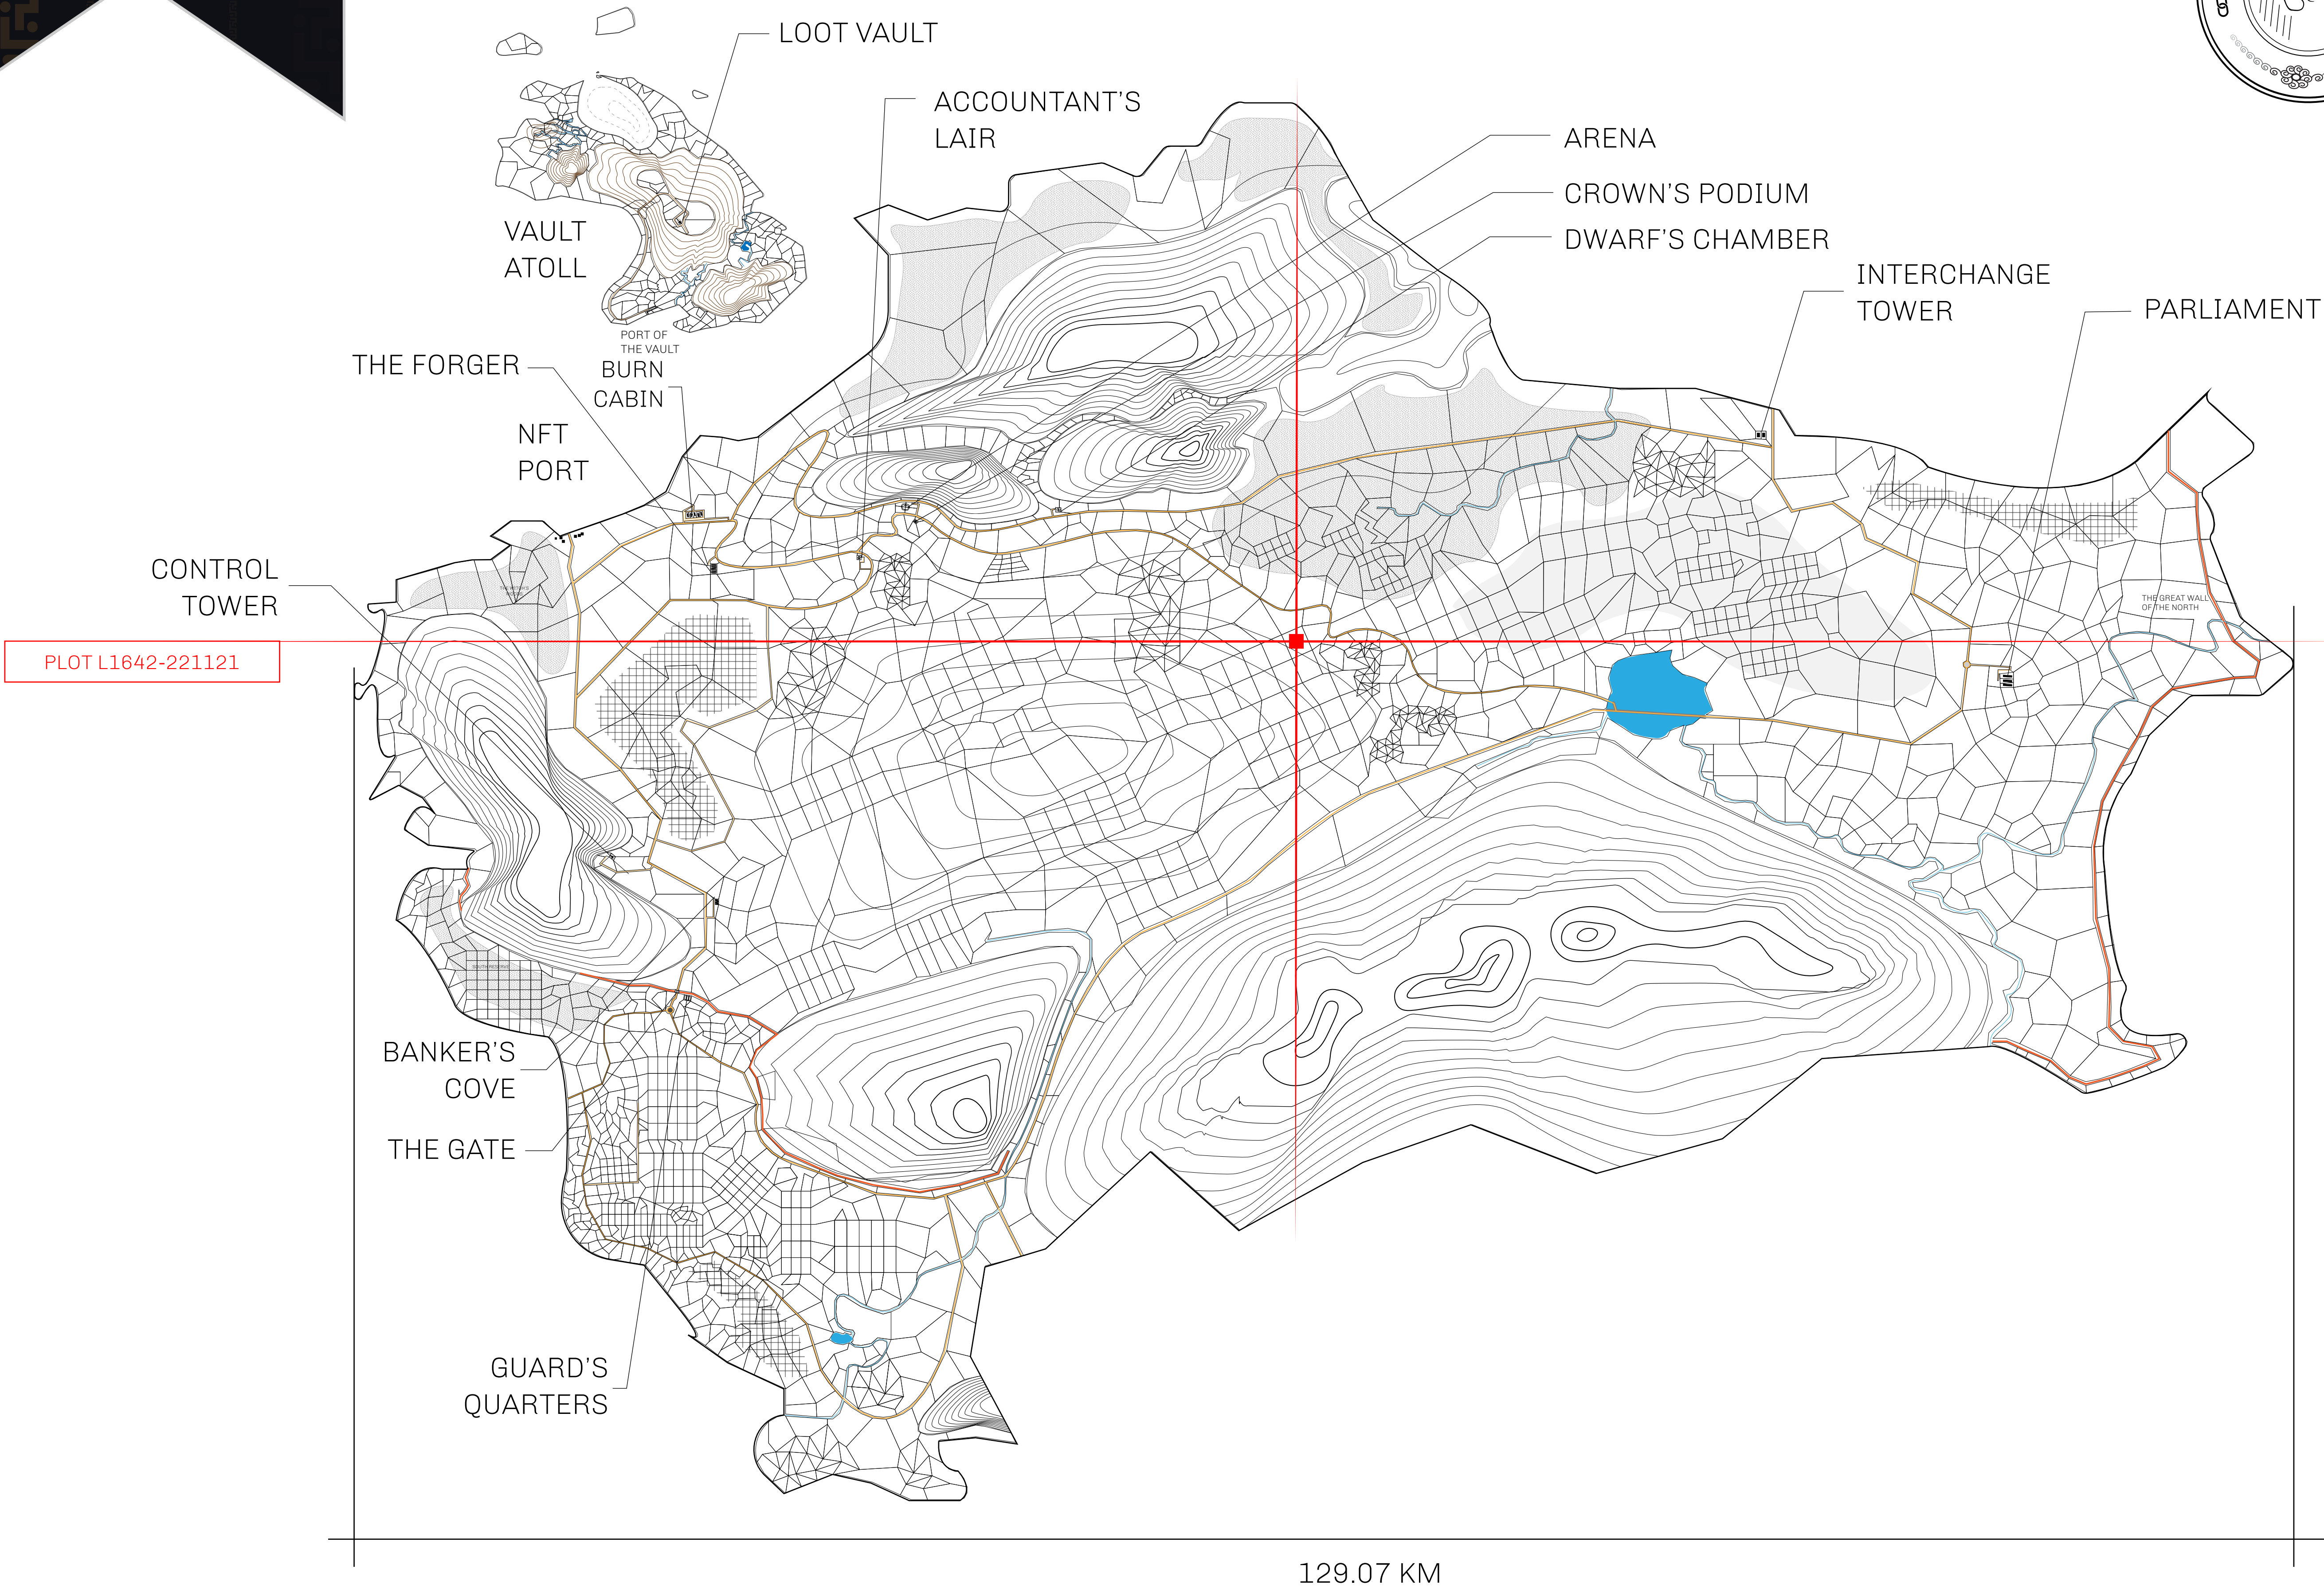 LOOT VAULT
ACCOUNTANT'S
LAIR
ARENA
CROWN'S PODIUM
DWARF'S CHAMBER
VAULT
ATOLL
INTERCHANGE
TOWER
PARLIAMENT
PORT OF
THE VAULT
THE FORGER
BURN
CABIN
NFT
PORT
CONTROL
TOWER
THE GREAT WALL
OF THE NORTH
PLOT L1642-221121
SOUTH RESERVE
BANKER'S
COVE
THE GATE
GUARD'S
QUARTERS
129.07 KM